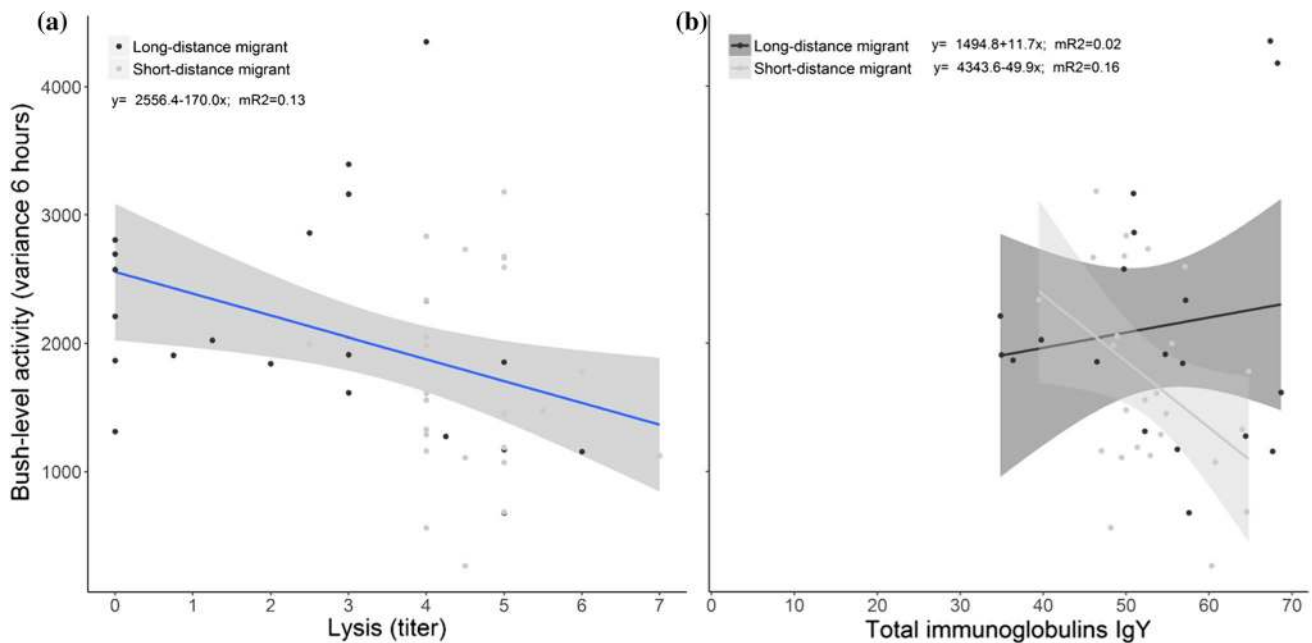 (a)
Long-distance migrant
Short-distance migrant
y= 2556.4-170.0x; mR2=0.13
Bush-level activity (variance 6 hours)
4000
3000
2000
1000
0 1 2 3 4 5 6 7
Lysis (titer)
(b)
Long-distance migrant y= 1494.8+11.7x; mR2=0.02
Short-distance migrant y= 4343.6-49.9x; mR2=0.16
0 10 20 30 40 50 60 70
Total immunoglobulins IgY